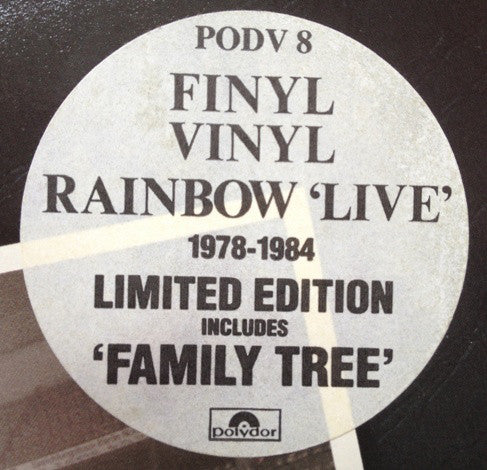 PODV 8
FINYL
VINYL
RAINBOW 'LIVE'
1978-1984
LIMITED EDITION
INCLUDES
'FAMILY TREE'
polydor